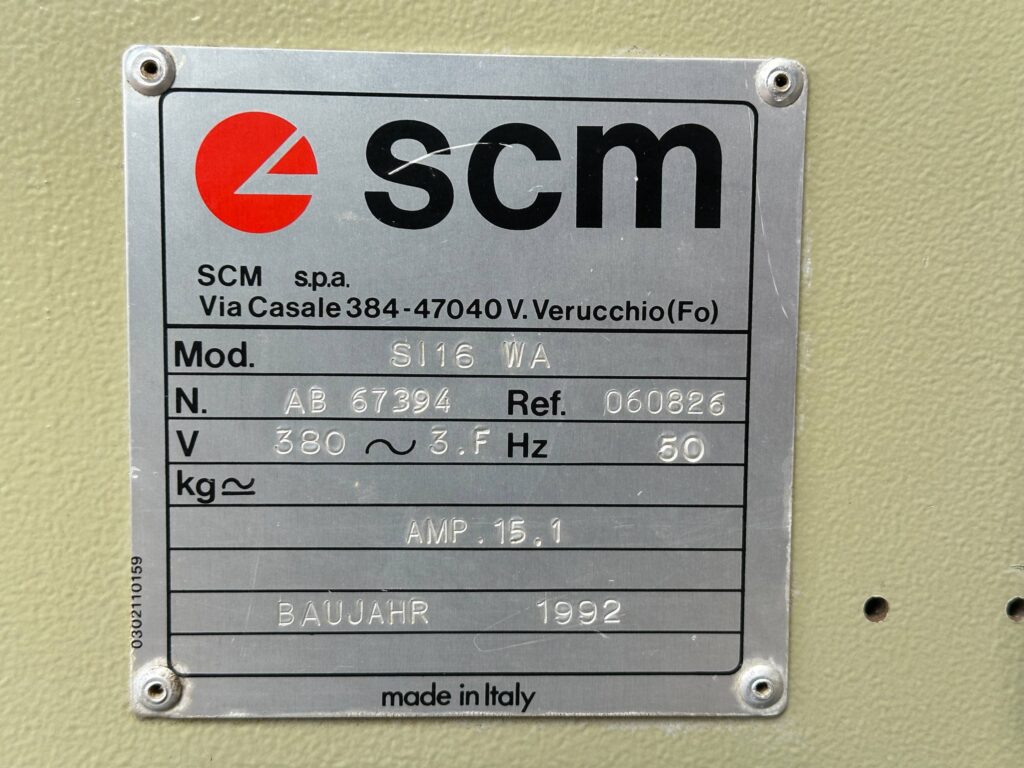 scm
SCM s.p.a.
Via Casale 384-47040 V. Verucchio (Fo)
Mod. SI16 WA
N. AB 67394 Ref. 060826
V 380 ~ 3.F Hz 50
kg≃
AMP.15.1
BAUJAHR 1992
made in Italy
0302110159